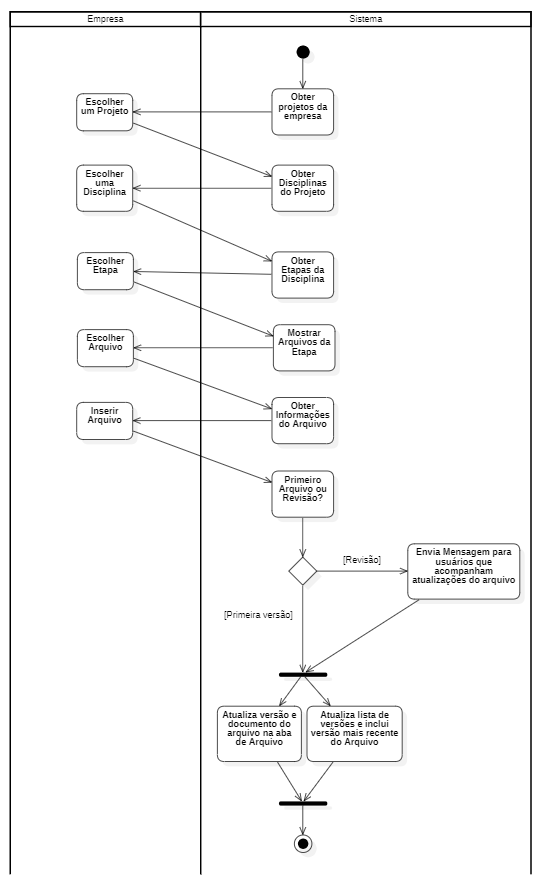 Empresa
Sistema
Obter
projetos da
empresa
Escolher
um Projeto
Obter
Disciplinas
do Projeto
Escolher
uma
Disciplina
Obter
Etapas da
Disciplina
Escolher
Etapa
Mostrar
Arquivos da
Etapa
Escolher
Arquivo
Obter
Informações
do Arquivo
Inserir
Arquivo
Primeiro
Arquivo ou
Revisão?
[Revisão]
Envia Mensagem para
usuários que
acompanham
atualizações do arquivo
[Primeira versão]
Atualiza versão e
documento do
arquivo na aba
de Arquivo
Atualiza lista de
versões e inclui
versão mais recente
do Arquivo